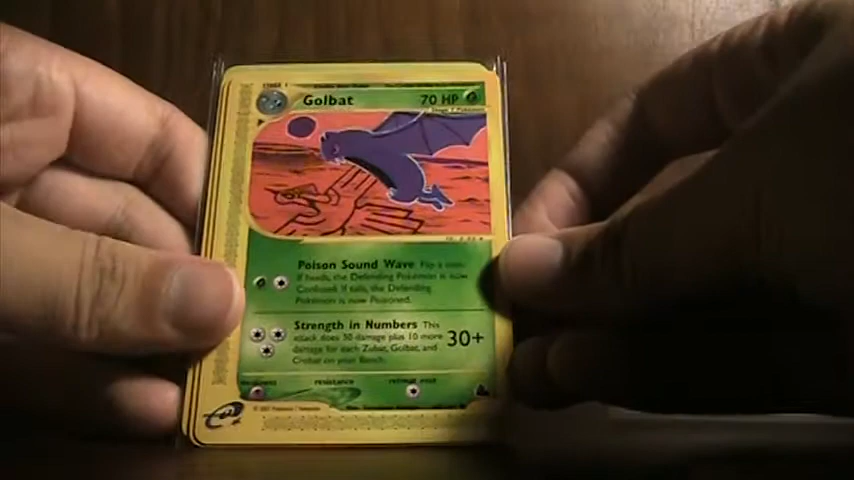 STAGE 1
Golbat 70 HP
Stage 1 Pokémon
Poison Sound Wave Flip a coin.
If heads, the Defending Pokémon is now
Confused. If tails, the Defending
Pokémon is now Poisoned.
Strength in Numbers This
attack does 30 damage plus 10 more
damage for each Zubat, Golbat, and
Crobat on your Bench.
30+
weakness resistance retreat cost
e